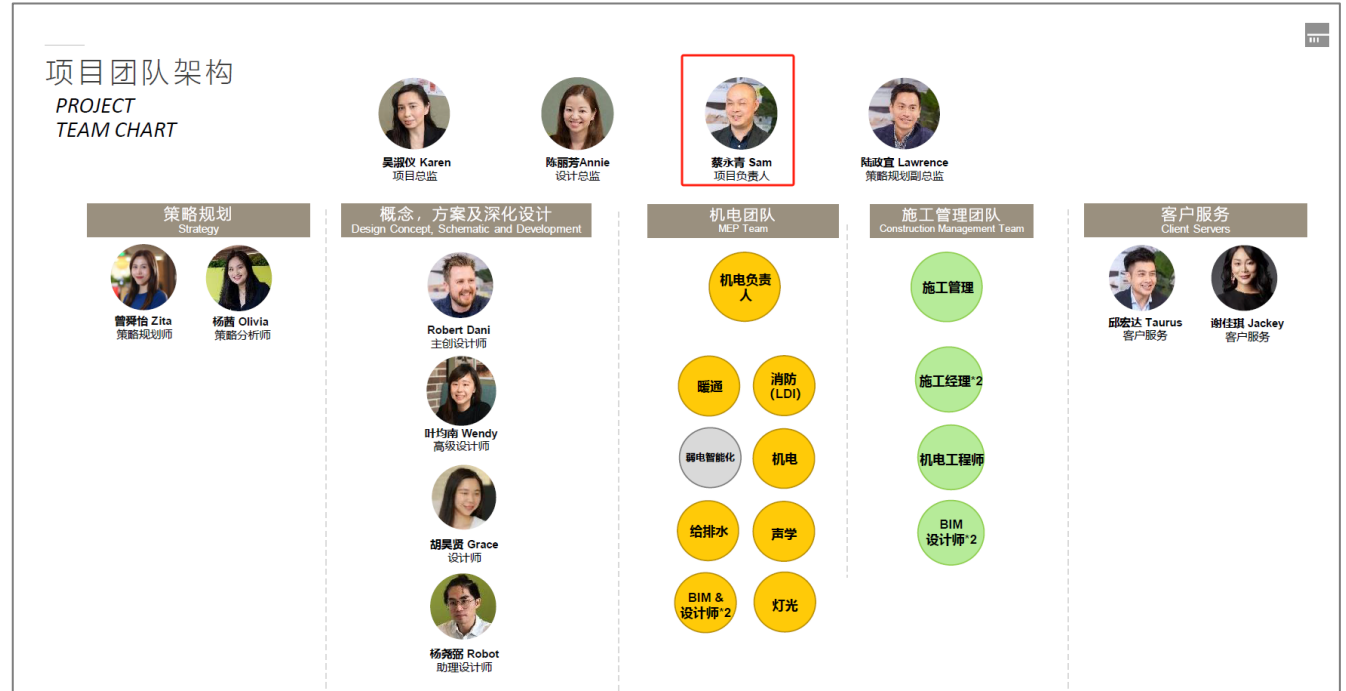 项目团队架构
PROJECT
TEAM CHART
吴淑仪 Karen
项目总监
陈丽芳Annie
设计总监
蔡永青 Sam
项目负责人
陆政宜 Lawrence
策略规划副总监
策略规划
Strategy
曾舜怡 Zita
策略规划师
杨茜 Olivia
策略分析师
概念，方案及深化设计
Design Concept, Schematic and Development
Robert Dani
主创设计师
叶均南 Wendy
高级设计师
胡昊贤 Grace
设计师
杨尧弼 Robot
助理设计师
机电团队
MEP Team
机电负责
人
暖通
消防
(LDI)
弱电智能化
机电
给排水
声学
BIM &
设计师*2
灯光
施工管理团队
Construction Management Team
施工管理
施工经理*2
机电工程师
BIM
设计师*2
客户服务
Client Servers
邱宏达 Taurus
客户服务
谢佳琪 Jackey
客户服务